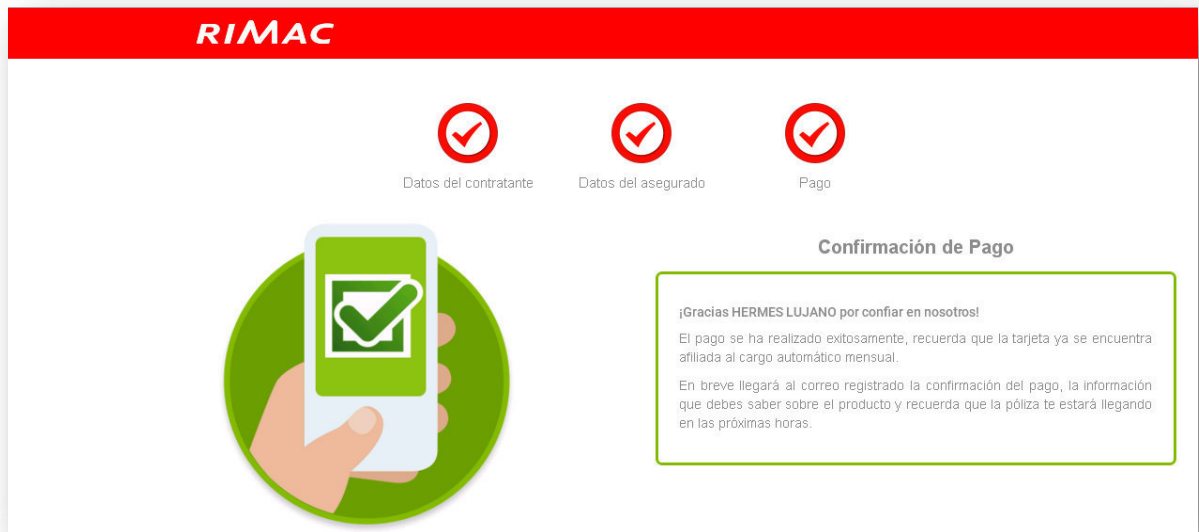 RIMAC
Datos del contratante
Datos del asegurado
Pago
Confirmación de Pago
¡Gracias HERMES LUJANO por confiar en nosotros!
El pago se ha realizado exitosamente, recuerda que la tarjeta ya se encuentra
afiliada al cargo automático mensual.
En breve llegará al correo registrado la confirmación del pago, la información
que debes saber sobre el producto y recuerda que la póliza te estará llegando
en las próximas horas.